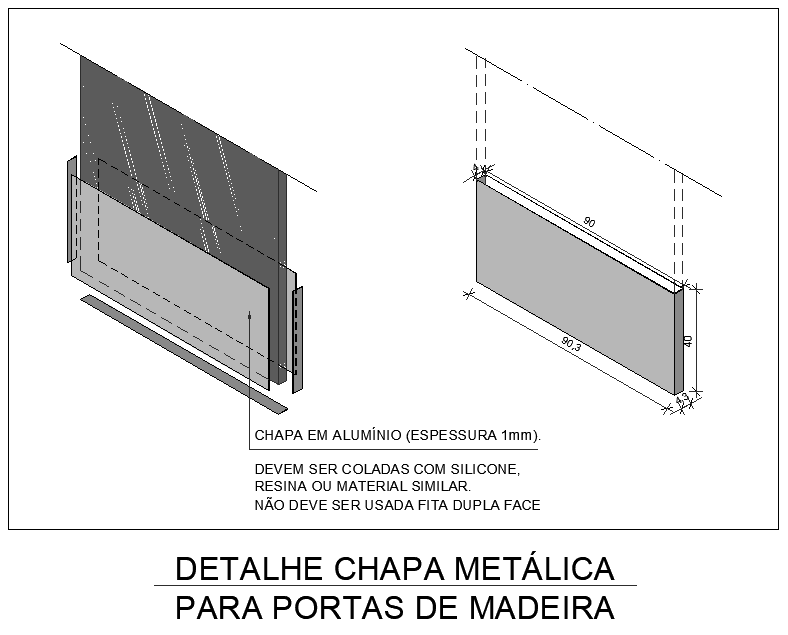 4
90
90,3
40
4,3
CHAPA EM ALUMÍNIO (ESPESSURA 1mm).
DEVEM SER COLADAS COM SILICONE,
RESINA OU MATERIAL SIMILAR.
NÃO DEVE SER USADA FITA DUPLA FACE
DETALHE CHAPA METÁLICA
PARA PORTAS DE MADEIRA